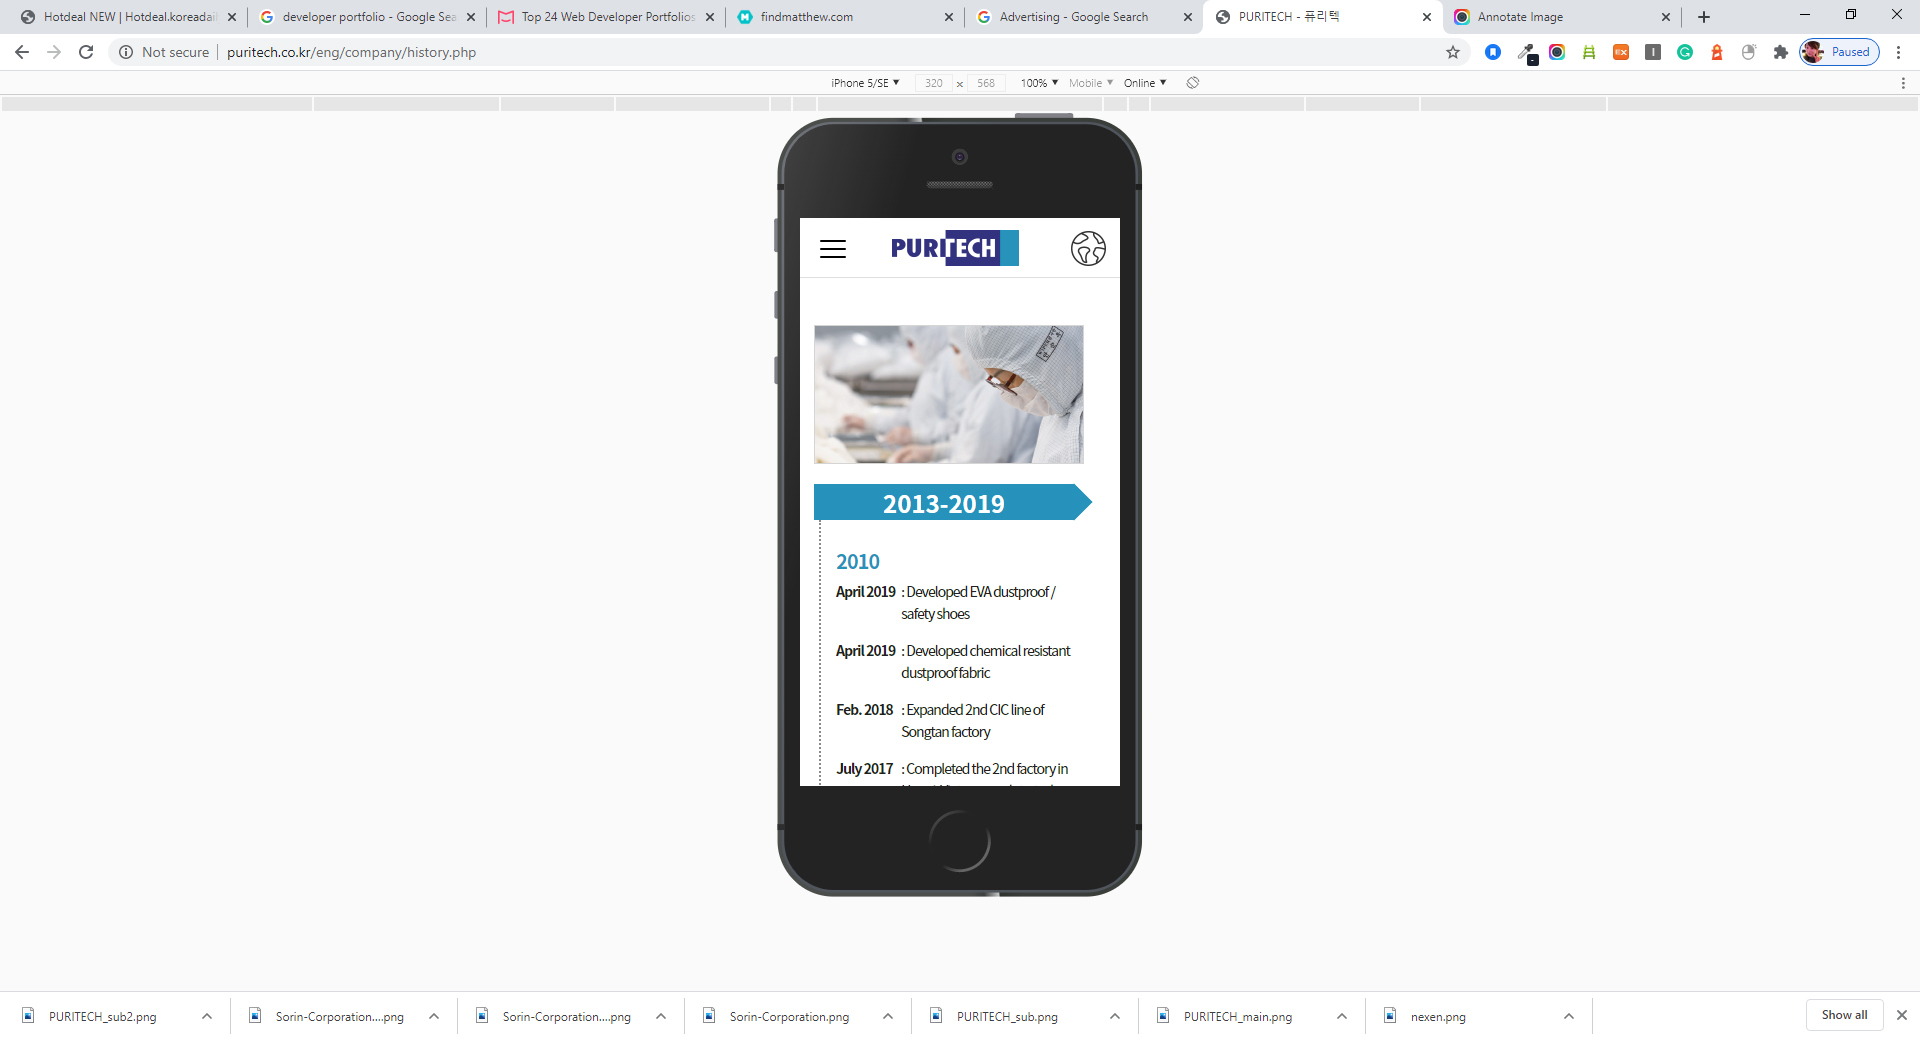 Hotdeal NEW | Hotdeal.koreadail
developer portfolio - Google Sea
Top 24 Web Developer Portfolios
findmatthew.com
Advertising - Google Search
PURITECH - 퓨리텍
Annotate Image
Not secure
puritech.co.kr/eng/company/history.php
Paused
iPhone 5/SE ▼ 320 × 568 100% ▼ Mobile ▼ Online ▼
PURITECH
2013-2019
2010
April 2019 : Developed EVA dustproof /
safety shoes
April 2019 : Developed chemical resistant
dustproof fabric
Feb. 2018 : Expanded 2nd CIC line of
Songtan factory
July 2017 : Completed the 2nd factory in
PURITECH_sub2.png
Sorin-Corporation....png
Sorin-Corporation....png
Sorin-Corporation.png
PURITECH_sub.png
PURITECH_main.png
nexen.png
Show all